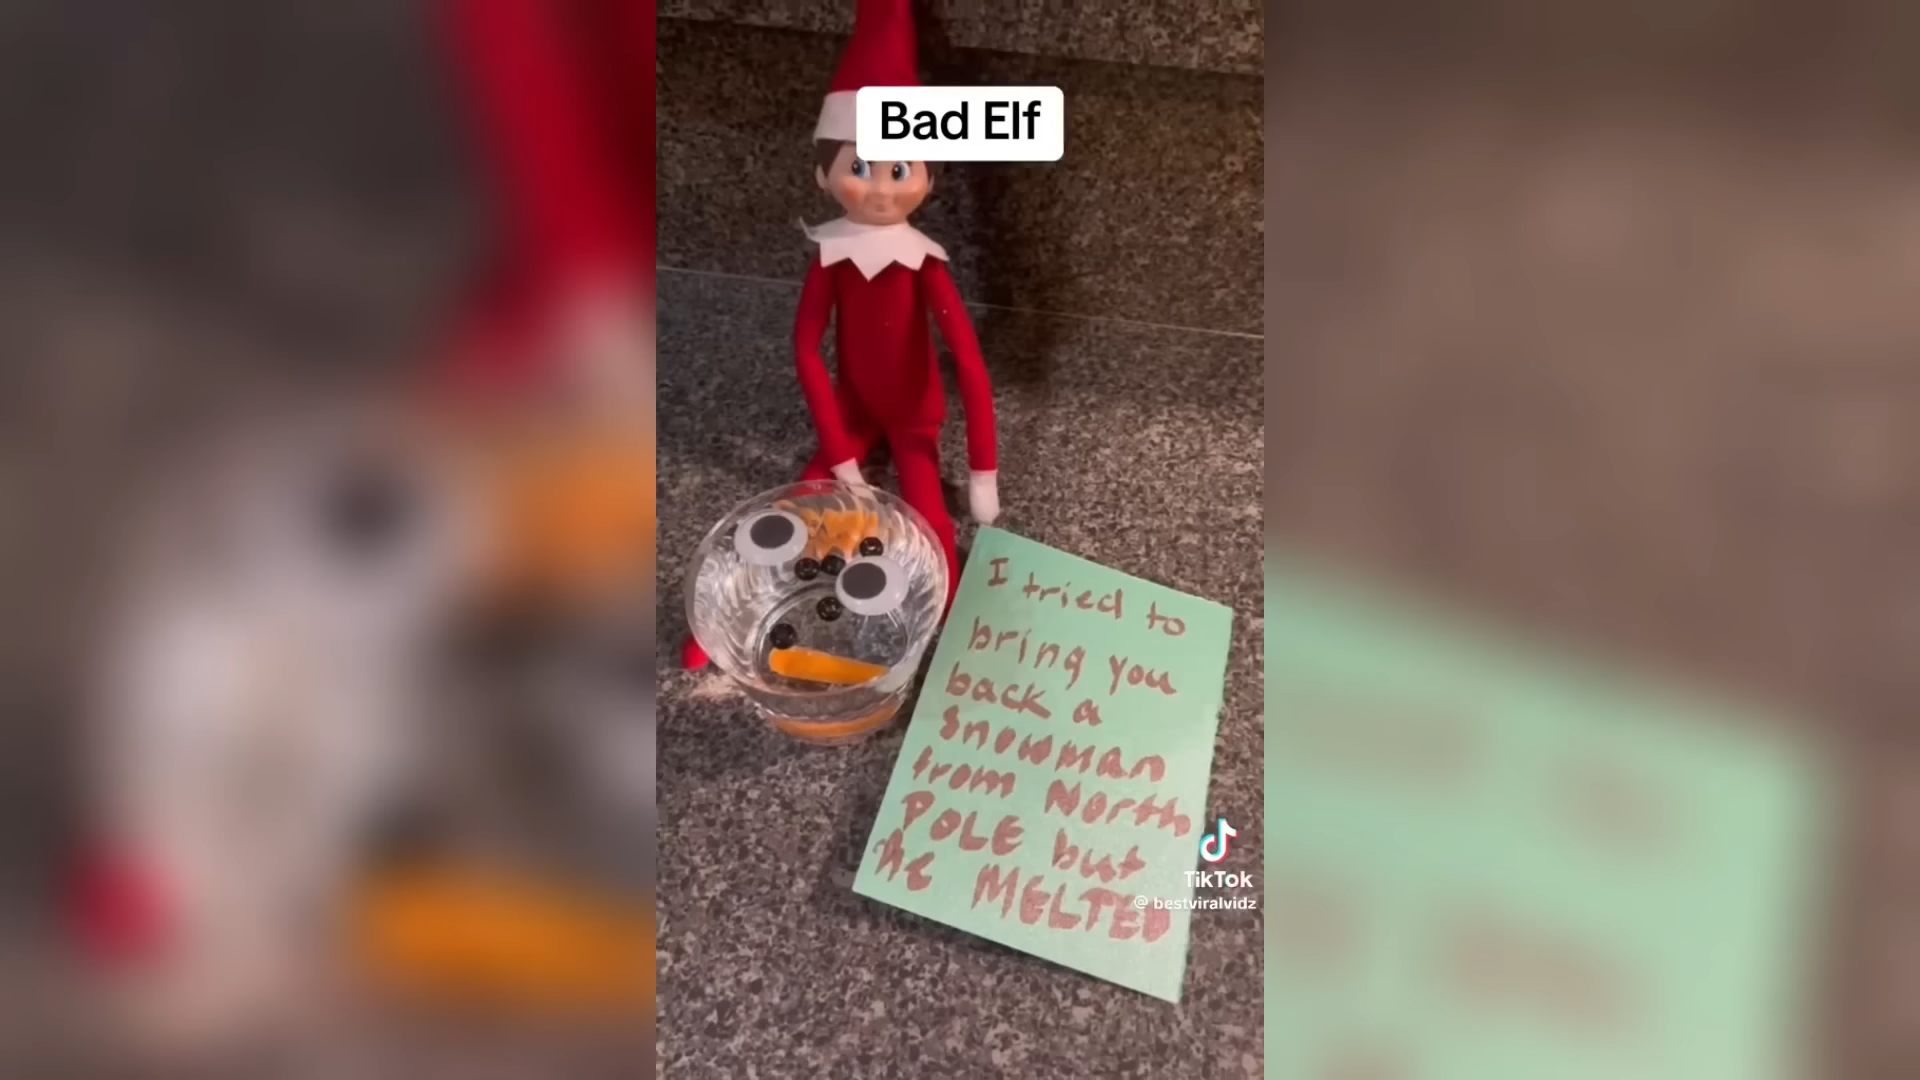 Bad Elf
I tried to
bring you
back a
Snowman
from North
POLE but
he MELTED
TikTok
@ bestviralvidz